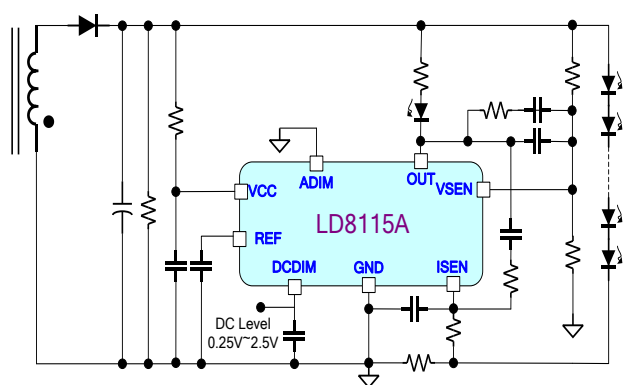 ADIM
OUT
VCC
VSEN
LD8115A
REF
DCDIM
GND
ISEN
DC Level
0.25V~2.5V